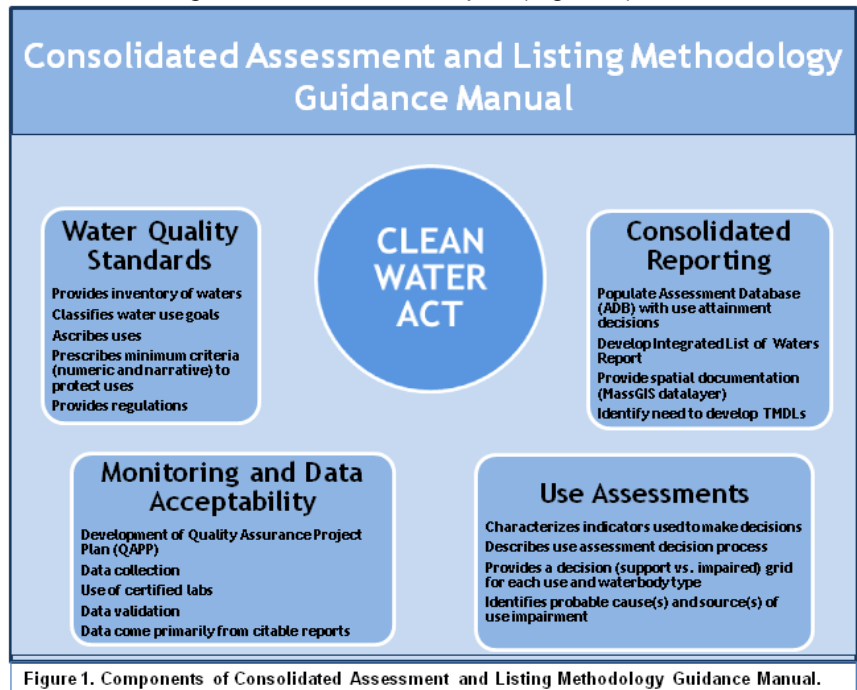 Consolidated Assessment and Listing Methodology
Guidance Manual
CLEAN
WATER
ACT
Water Quality
Standards
Provides inventory of waters
Classifies water use goals
Ascribes uses
Prescribes minimum criteria
(numeric and narrative) to
protect uses
Provides regulations
Consolidated
Reporting
Populate Assessment Database
(ADB) with use attainment
decisions
Develop Integrated List of Waters
Report
Provide spatial documentation
(MassGIS datalayer)
Identify need to develop TMDLs
Monitoring and Data
Acceptability
Development of Quality Assurance Project
Plan (QAPP)
Data collection
Use of certified labs
Data validation
Data come primarily from citable reports
Use Assessments
Characterizes indicators used to make decisions
Describes use assessment decision process
Provides a decision (support vs. impaired) grid
for each use and waterbody type
Identifies probable cause(s) and source(s) of
use impairment
Figure 1. Components of Consolidated Assessment and Listing Methodology Guidance Manual.